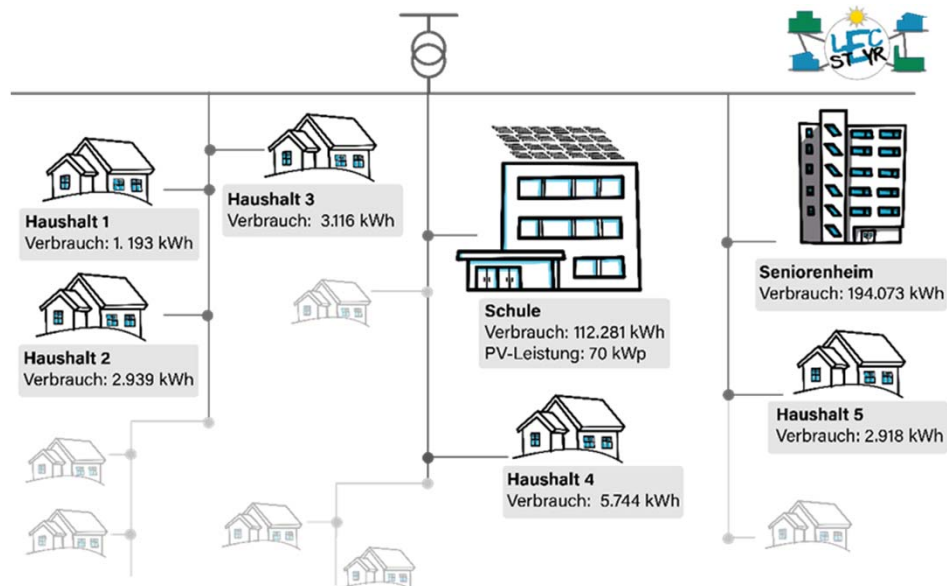 LEC
STEYR
Haushalt 1
Verbrauch: 1. 193 kWh
Haushalt 3
Verbrauch: 3.116 kWh
Haushalt 2
Verbrauch: 2.939 kWh
Schule
Verbrauch: 112.281 kWh
PV-Leistung: 70 kWp
Haushalt 4
Verbrauch: 5.744 kWh
Seniorenheim
Verbrauch: 194.073 kWh
Haushalt 5
Verbrauch: 2.918 kWh